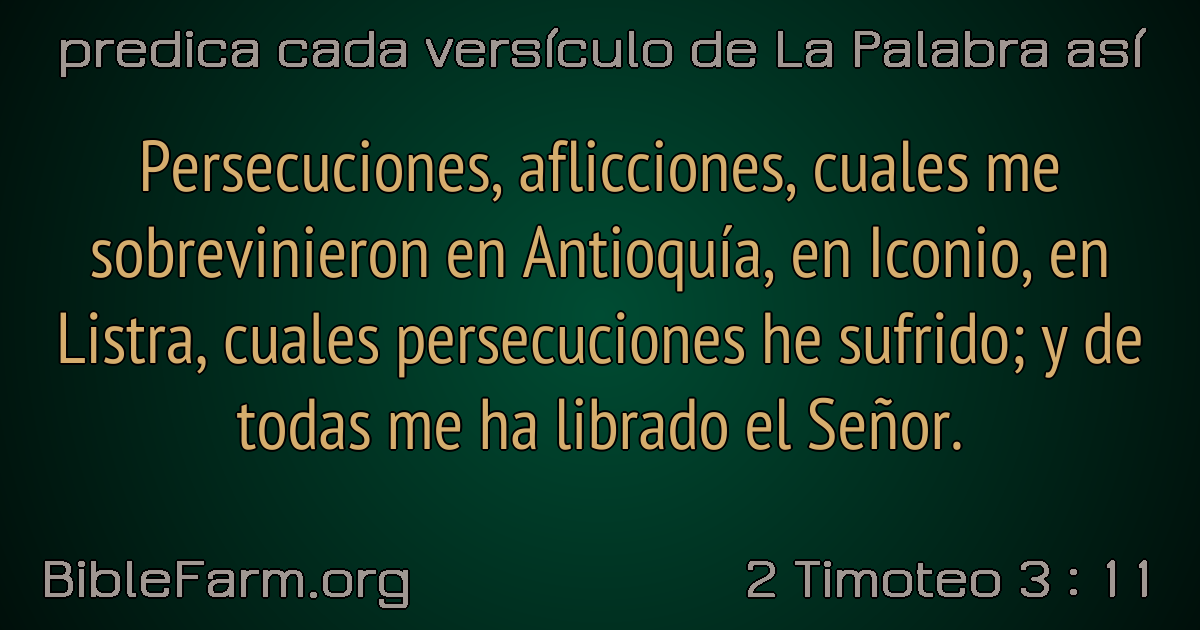 predica cada versículo de La Palabra así
Persecuciones, aflicciones, cuales me
sobrevinieron en Antioquía, en Iconio, en
Listra, cuales persecuciones he sufrido; y de
todas me ha librado el Señor.
BibleFarm.org
2 Timoteo 3 : 11